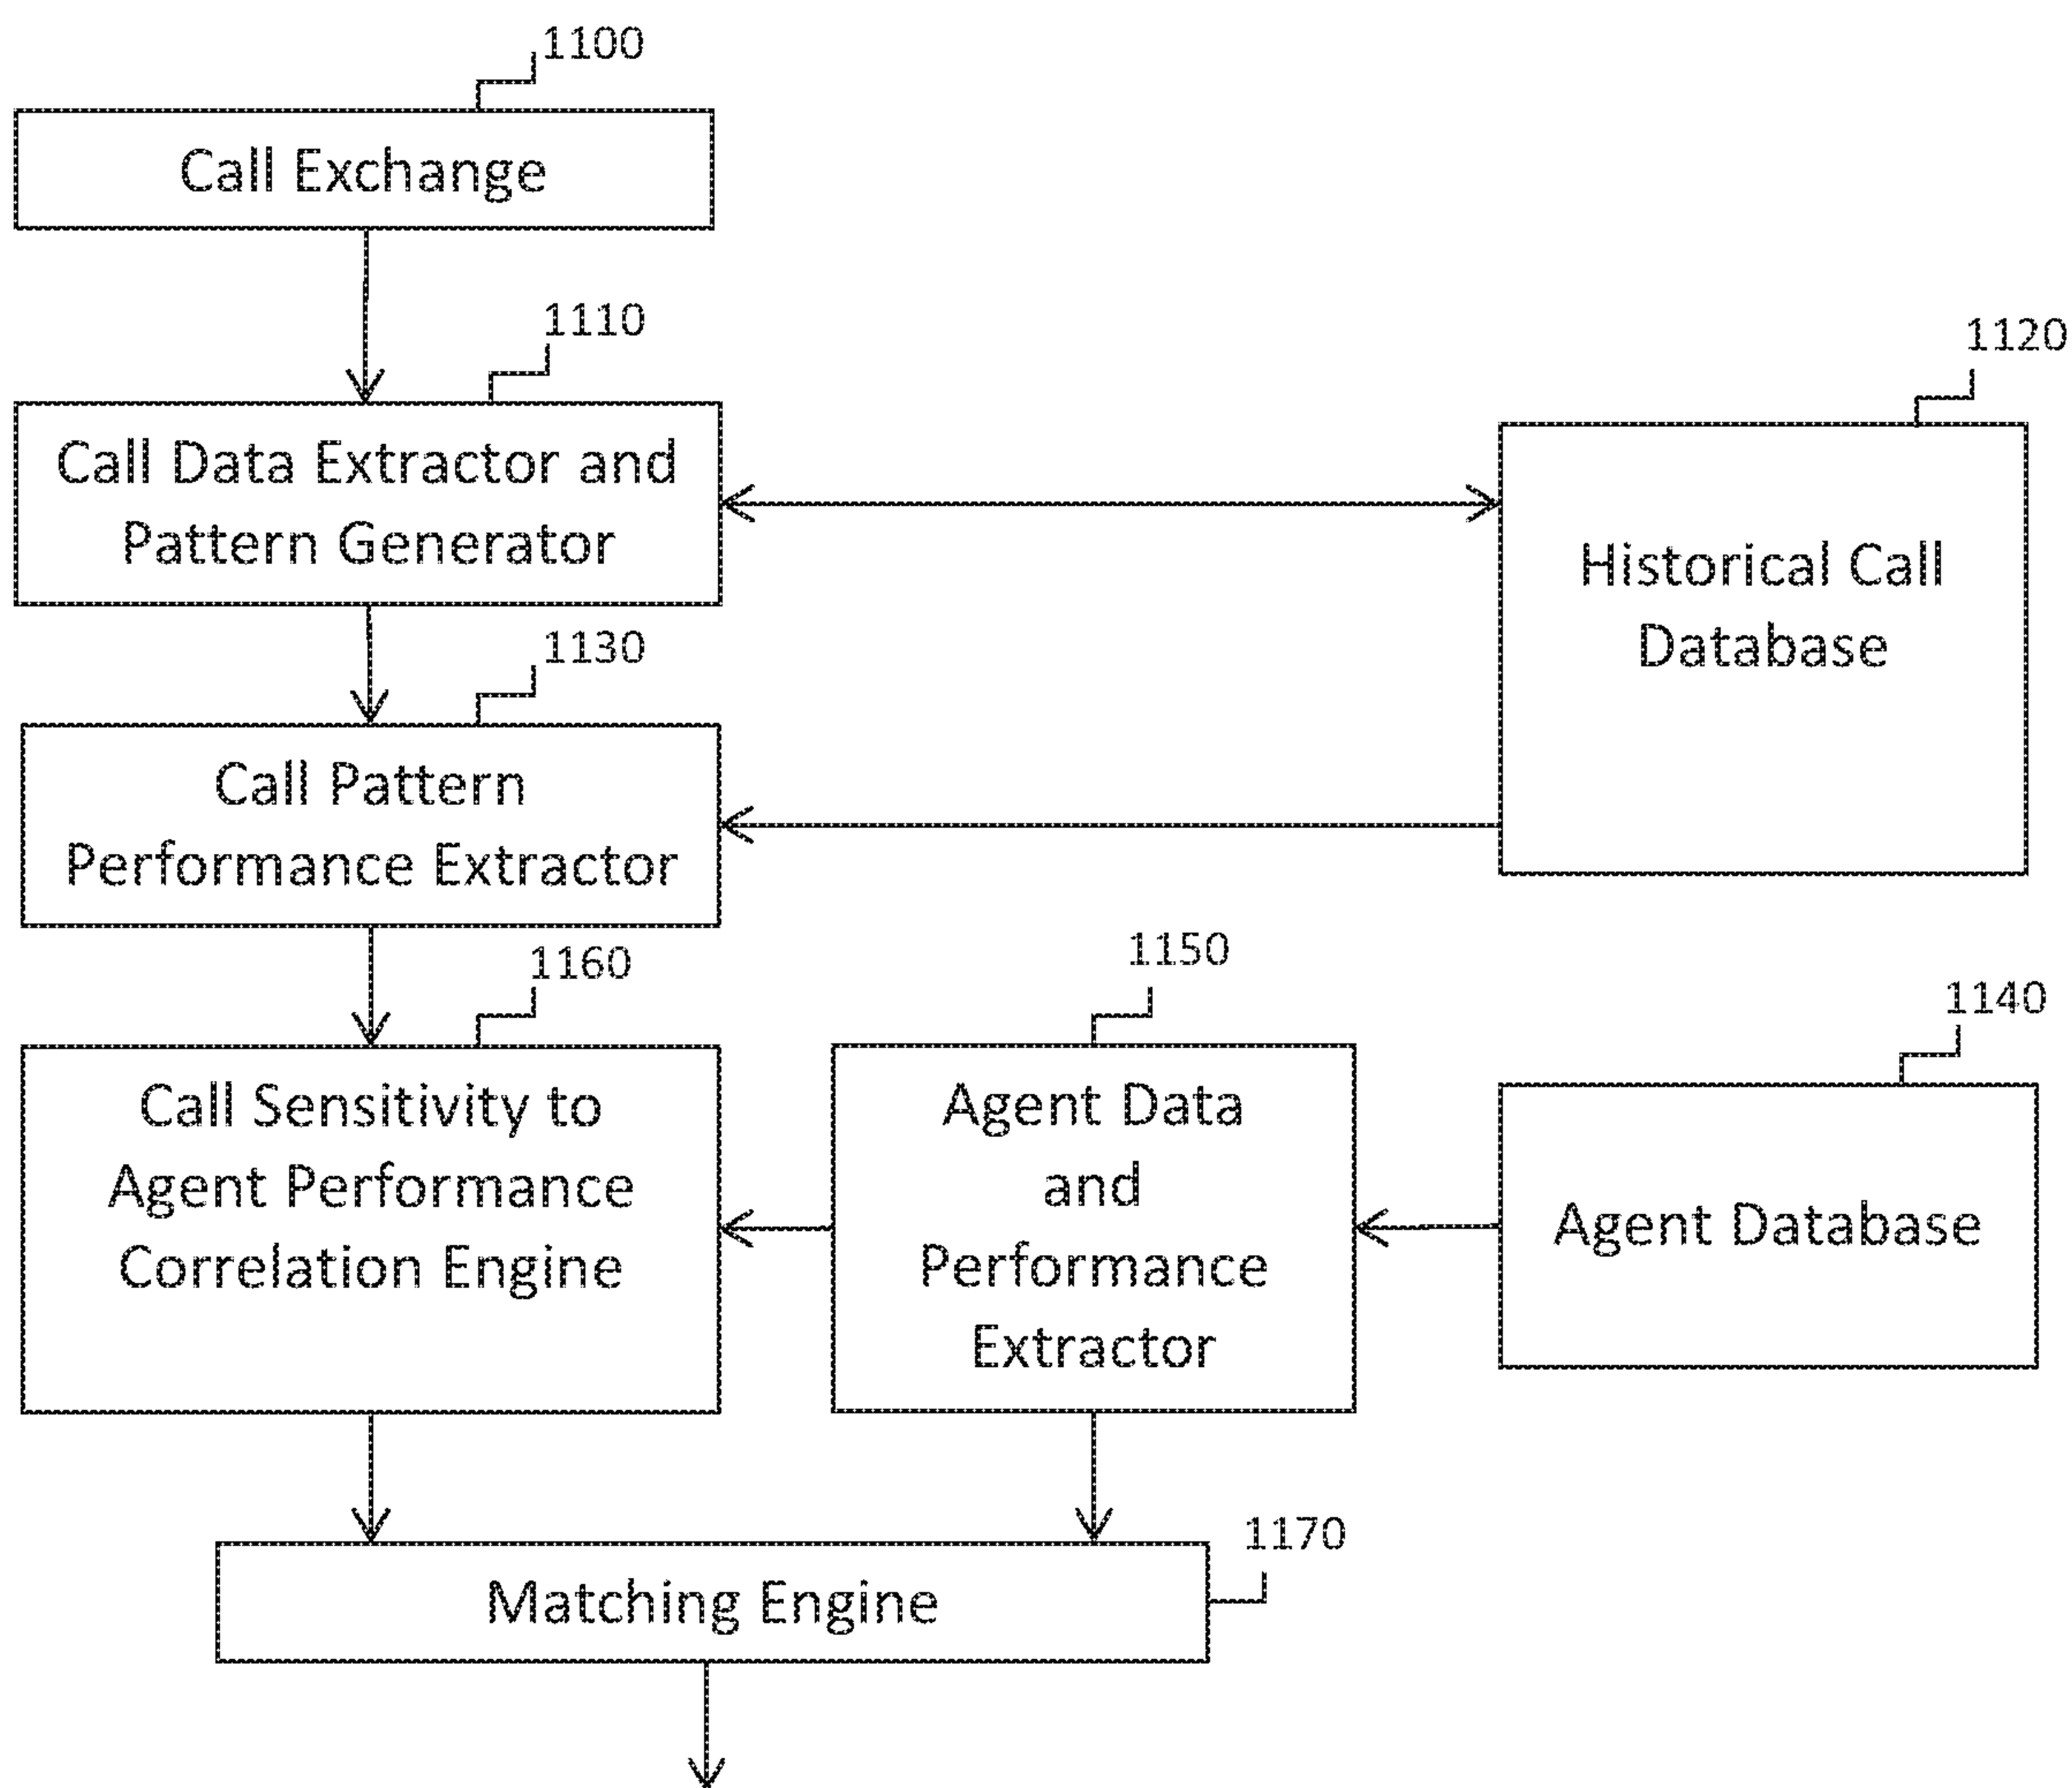 1100
Call Exchange
1110
1120
Call Data Extractor and
Pattern Generator
Historical Call
Database
1130
Call Pattern
Performance Extractor
1160
1150
1140
Call Sensitivity to
Agent Performance
Correlation Engine
Agent Data
and
Performance
Extractor
Agent Database
1170
Matching Engine